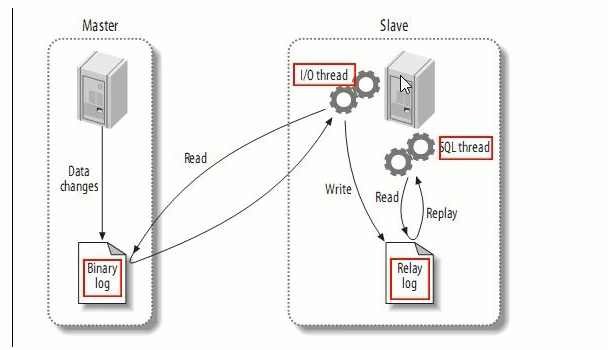 Master
Slave
I/O thread
SQL thread
Read
Data
changes
Write
Read
Replay
Binary
log
Relay
log